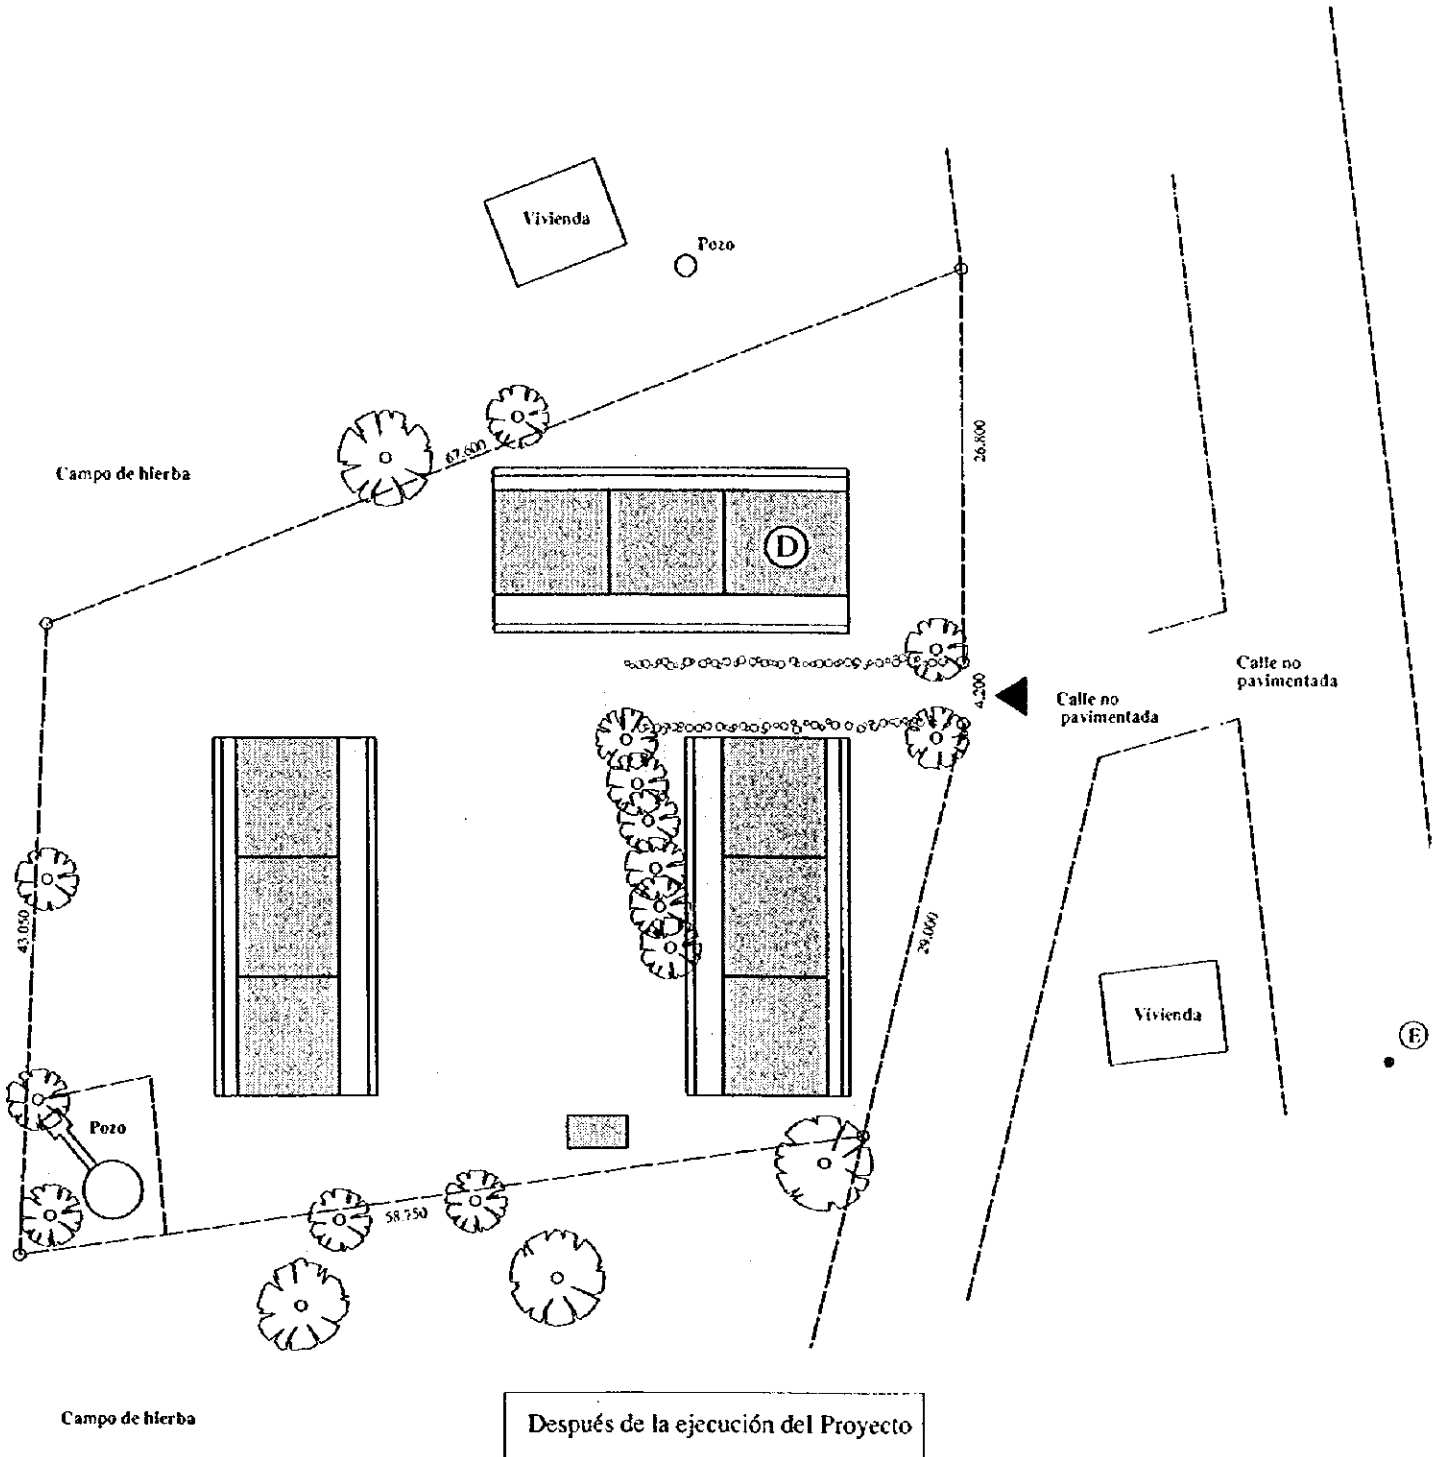 Vivienda
Pozo
Campo de hierba
67.600
26.800
D
4.200
Calle no
pavimentada
Calle no
pavimentada
43.050
29.000
Vivienda
E
Pozo
58.750
Campo de hierba
Después de la ejecución del Proyecto